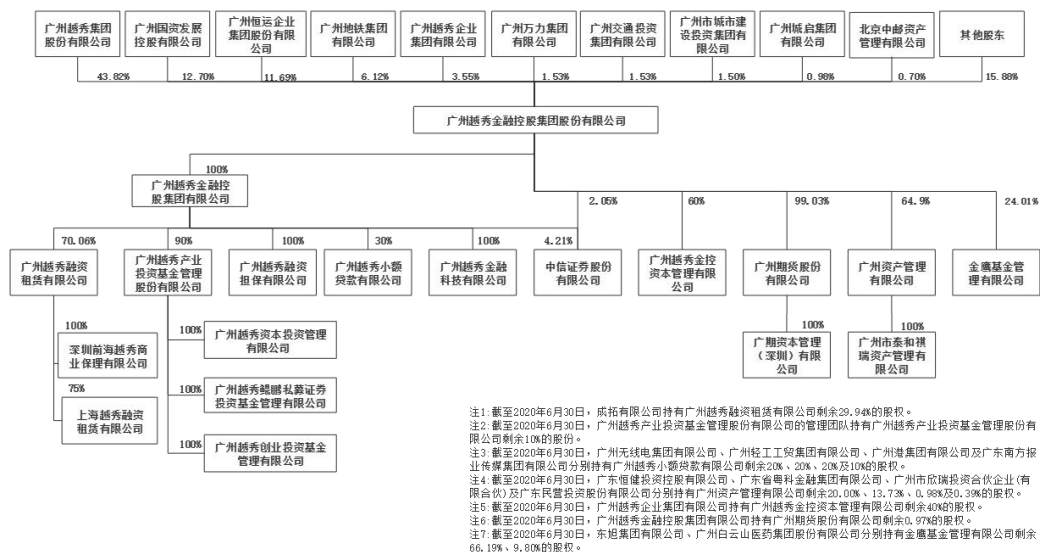 广州越秀集团
股份有限公司
广州国资发展
控股有限公司
广州恒运企业
集团股份有限
公司
广州地铁集团
有限公司
广州越秀企业
集团有限公司
广州万力集团
有限公司
广州交通投资
集团有限公司
广州市城市建
设投资集团有
限公司
广州城启集团
有限公司
北京中邮资产
管理有限公司
其他股东
43.82%
12.70%
11.69%
6.12%
3.55%
1.53%
1.53%
1.50%
0.98%
0.70%
15.88%
广州越秀金融控股集团股份有限公司
100%
广州越秀金融控
股集团有限公司
2.05%
60%
99.03%
64.9%
24.01%
70.06%
90%
100%
30%
100%
4.21%
广州越秀融资
租赁有限公司
广州越秀产业
投资基金管理
股份有限公司
广州越秀融资
担保有限公司
广州越秀小额
贷款有限公司
广州越秀金融
科技有限公司
中信证券股份
有限公司
广州越秀金控
资本管理有限
公司
广州期货股份
有限公司
广州资产管理
有限公司
金鹰基金管
理有限公司
100%
深圳前海越秀商
业保理有限公司
75%
上海越秀融资
租赁有限公司
100%
广州越秀资本投资管理
有限公司
100%
广州越秀鲲鹏私募证券
投资基金管理有限公司
100%
广州越秀创业投资基金
管理有限公司
100%
广期资本管理
（深圳）有限
公司
100%
广州市泰和祺
瑞资产管理有
限公司
注1:截至2020年6月30日，成拓有限公司持有广州越秀融资租赁有限公司剩余29.94%的股权。
注2:截至2020年6月30日，广州越秀产业投资基金管理股份有限公司的管理团队持有广州越秀产业投资基金管理股份有
限公司剩余10%的股份。
注3:截至2020年6月30日，广州无线电集团有限公司、广州轻工工贸集团有限公司、广州港集团有限公司及广东南方报
业传媒集团有限公司分别持有广州越秀小额贷款有限公司剩余20%、20%、20%及10%的股权。
注4:截至2020年6月30日，广东恒健投资控股有限公司、广东省粤科金融集团有限公司、广州市欣瑞投资合伙企业(有
限合伙)及广东民营投资股份有限公司分别持有广州资产管理有限公司剩余20.00%、13.73%、0.98%及0.39%的股权。
注5:截至2020年6月30日，广州越秀企业集团有限公司持有广州越秀金控资本管理有限公司剩余40%的股权。
注6:截至2020年6月30日，广州越秀金融控股集团有限公司持有广州期货股份有限公司剩余0.97%的股权。
注7:截至2020年6月30日，东旭集团有限公司、广州白云山医药集团股份有限公司分别持有金鹰基金管理有限公司剩余
66.19%、9.80%的股权。